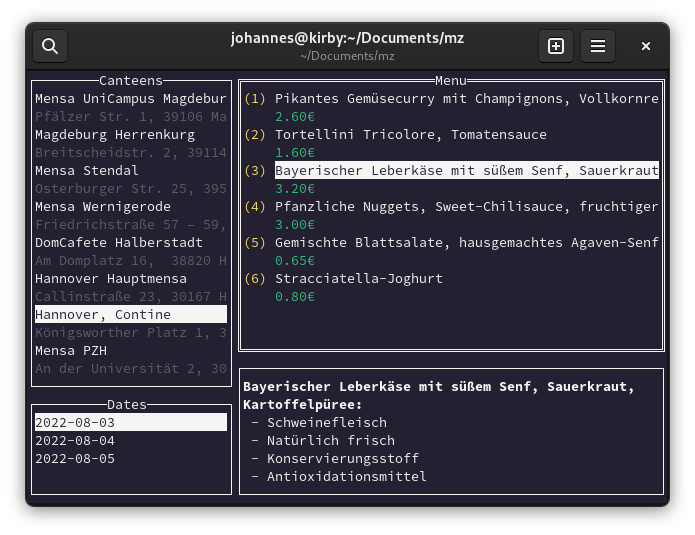 johannes@kirby:~/Documents/mz
~/Documents/mz
Canteens
Mensa UniCampus Magdebur
Pfälzer Str. 1, 39106 Ma
Magdeburg Herrenkurg
Breitscheidstr. 2, 39114
Mensa Stendal
Osterburger Str. 25, 395
Mensa Wernigerode
Friedrichstraße 57 – 59,
DomCafete Halberstadt
Am Domplatz 16,  38820 H
Hannover Hauptmensa
Callinstraße 23, 30167 H
Hannover, Contine
Königsworther Platz 1, 3
Mensa PZH
An der Universität 2, 30
Dates
2022-08-03
2022-08-04
2022-08-05
Menu
(1) Pikantes Gemüsecurry mit Champignons, Vollkornre
2.60€
(2) Tortellini Tricolore, Tomatensauce
1.60€
(3) Bayerischer Leberkäse mit süßem Senf, Sauerkraut
3.20€
(4) Pfanzliche Nuggets, Sweet-Chilisauce, fruchtiger
3.00€
(5) Gemischte Blattsalate, hausgemachtes Agaven-Senf
0.65€
(6) Stracciatella-Joghurt
0.80€
Bayerischer Leberkäse mit süßem Senf, Sauerkraut,
Kartoffelpüree:
- Schweinefleisch
- Natürlich frisch
- Konservierungsstoff
- Antioxidationsmittel